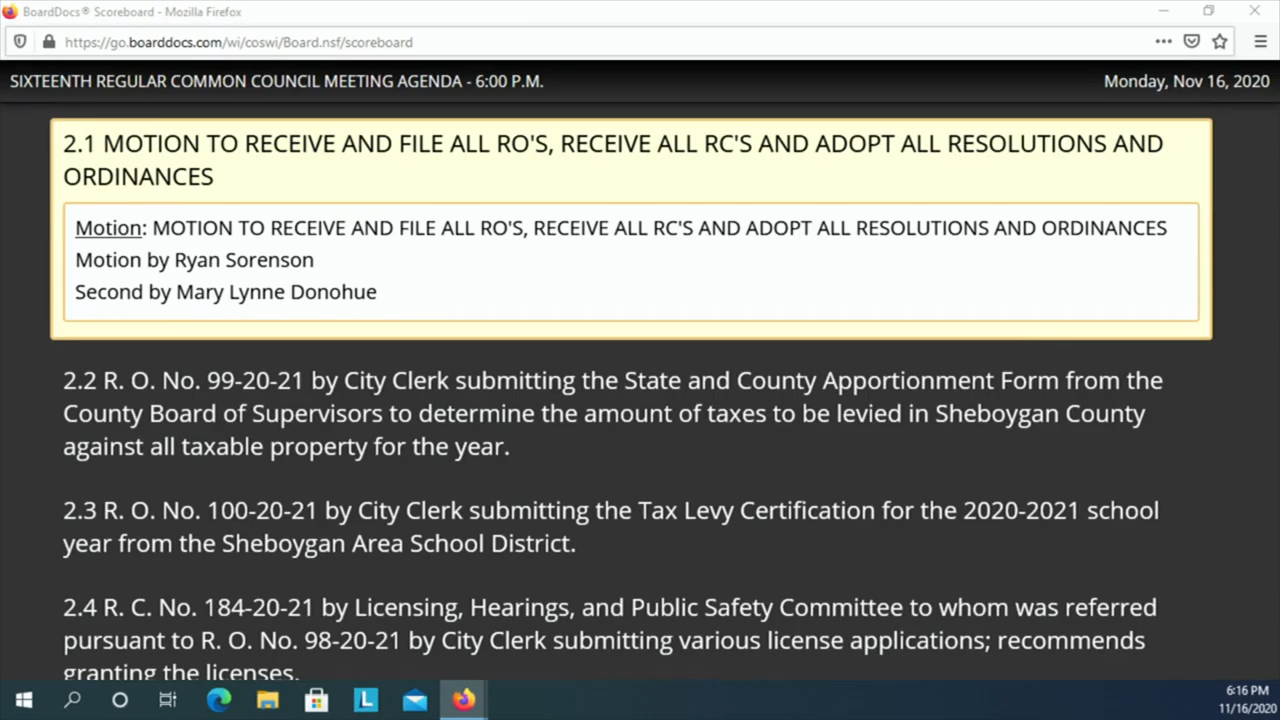 BoardDocs® Scoreboard - Mozilla Firefox
https://go.boarddocs.com/wi/coswi/Board.nsf/scoreboard
SIXTEENTH REGULAR COMMON COUNCIL MEETING AGENDA - 6:00 P.M.
Monday, Nov 16, 2020
2.1 MOTION TO RECEIVE AND FILE ALL RO'S, RECEIVE ALL RC'S AND ADOPT ALL RESOLUTIONS AND
ORDINANCES
Motion: MOTION TO RECEIVE AND FILE ALL RO'S, RECEIVE ALL RC'S AND ADOPT ALL RESOLUTIONS AND ORDINANCES
Motion by Ryan Sorenson
Second by Mary Lynne Donohue
2.2 R. O. No. 99-20-21 by City Clerk submitting the State and County Apportionment Form from the
County Board of Supervisors to determine the amount of taxes to be levied in Sheboygan County
against all taxable property for the year.
2.3 R. O. No. 100-20-21 by City Clerk submitting the Tax Levy Certification for the 2020-2021 school
year from the Sheboygan Area School District.
2.4 R. C. No. 184-20-21 by Licensing, Hearings, and Public Safety Committee to whom was referred
pursuant to R. O. No. 98-20-21 by City Clerk submitting various license applications; recommends
granting the licenses.
L
6:16 PM
11/16/2020